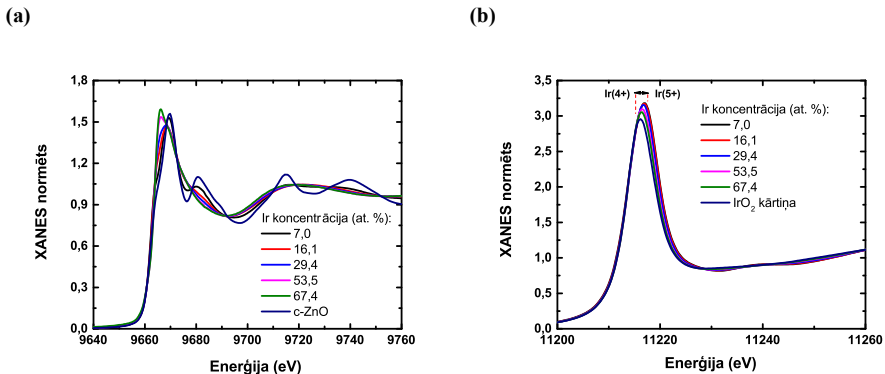 (a)
XANES normēts
1,8
1,5
1,2
0,9
0,6
0,3
0,0
9640 9660 9680 9700 9720 9740 9760
Enerģija (eV)
Ir koncentrācija (at. %):
7,0
16,1
29,4
53,5
67,4
c-ZnO
(b)
XANES normēts
3,5
3,0
2,5
2,0
1,5
1,0
0,5
0,0
11200 11220 11240 11260
Enerģija (eV)
Ir(4+) Ir(5+)
Ir koncentrācija (at. %):
7,0
16,1
29,4
53,5
67,4
IrO₂ kārtiņa